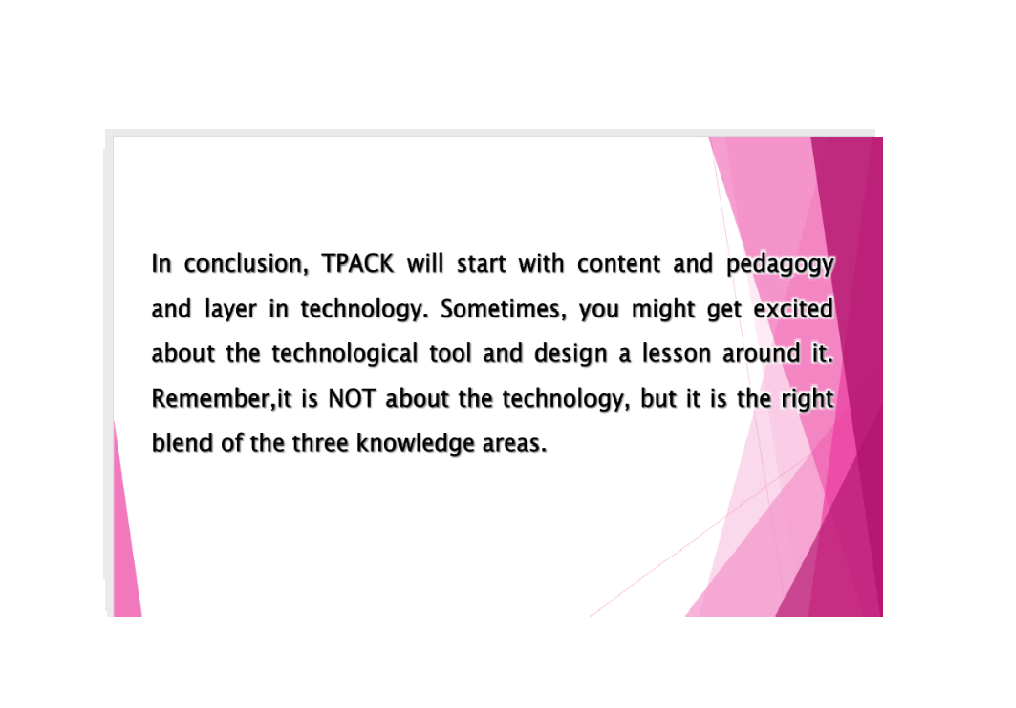 In conclusion, TPACK will start with content and pedagogy
and layer in technology. Sometimes, you might get excited
about the technological tool and design a lesson around it.
Remember,it is NOT about the technology, but it is the right
blend of the three knowledge areas.